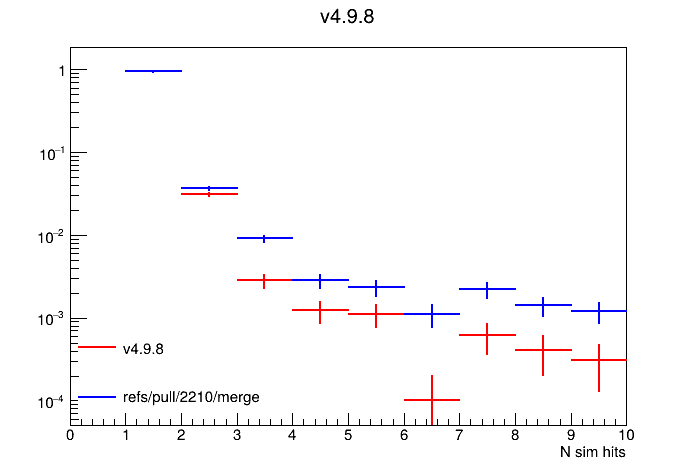 v4.9.8
1
10⁻¹
10⁻²
10⁻³
10⁻⁴
v4.9.8
refs/pull/2210/merge
0 1 2 3 4 5 6 7 8 9 10
N sim hits